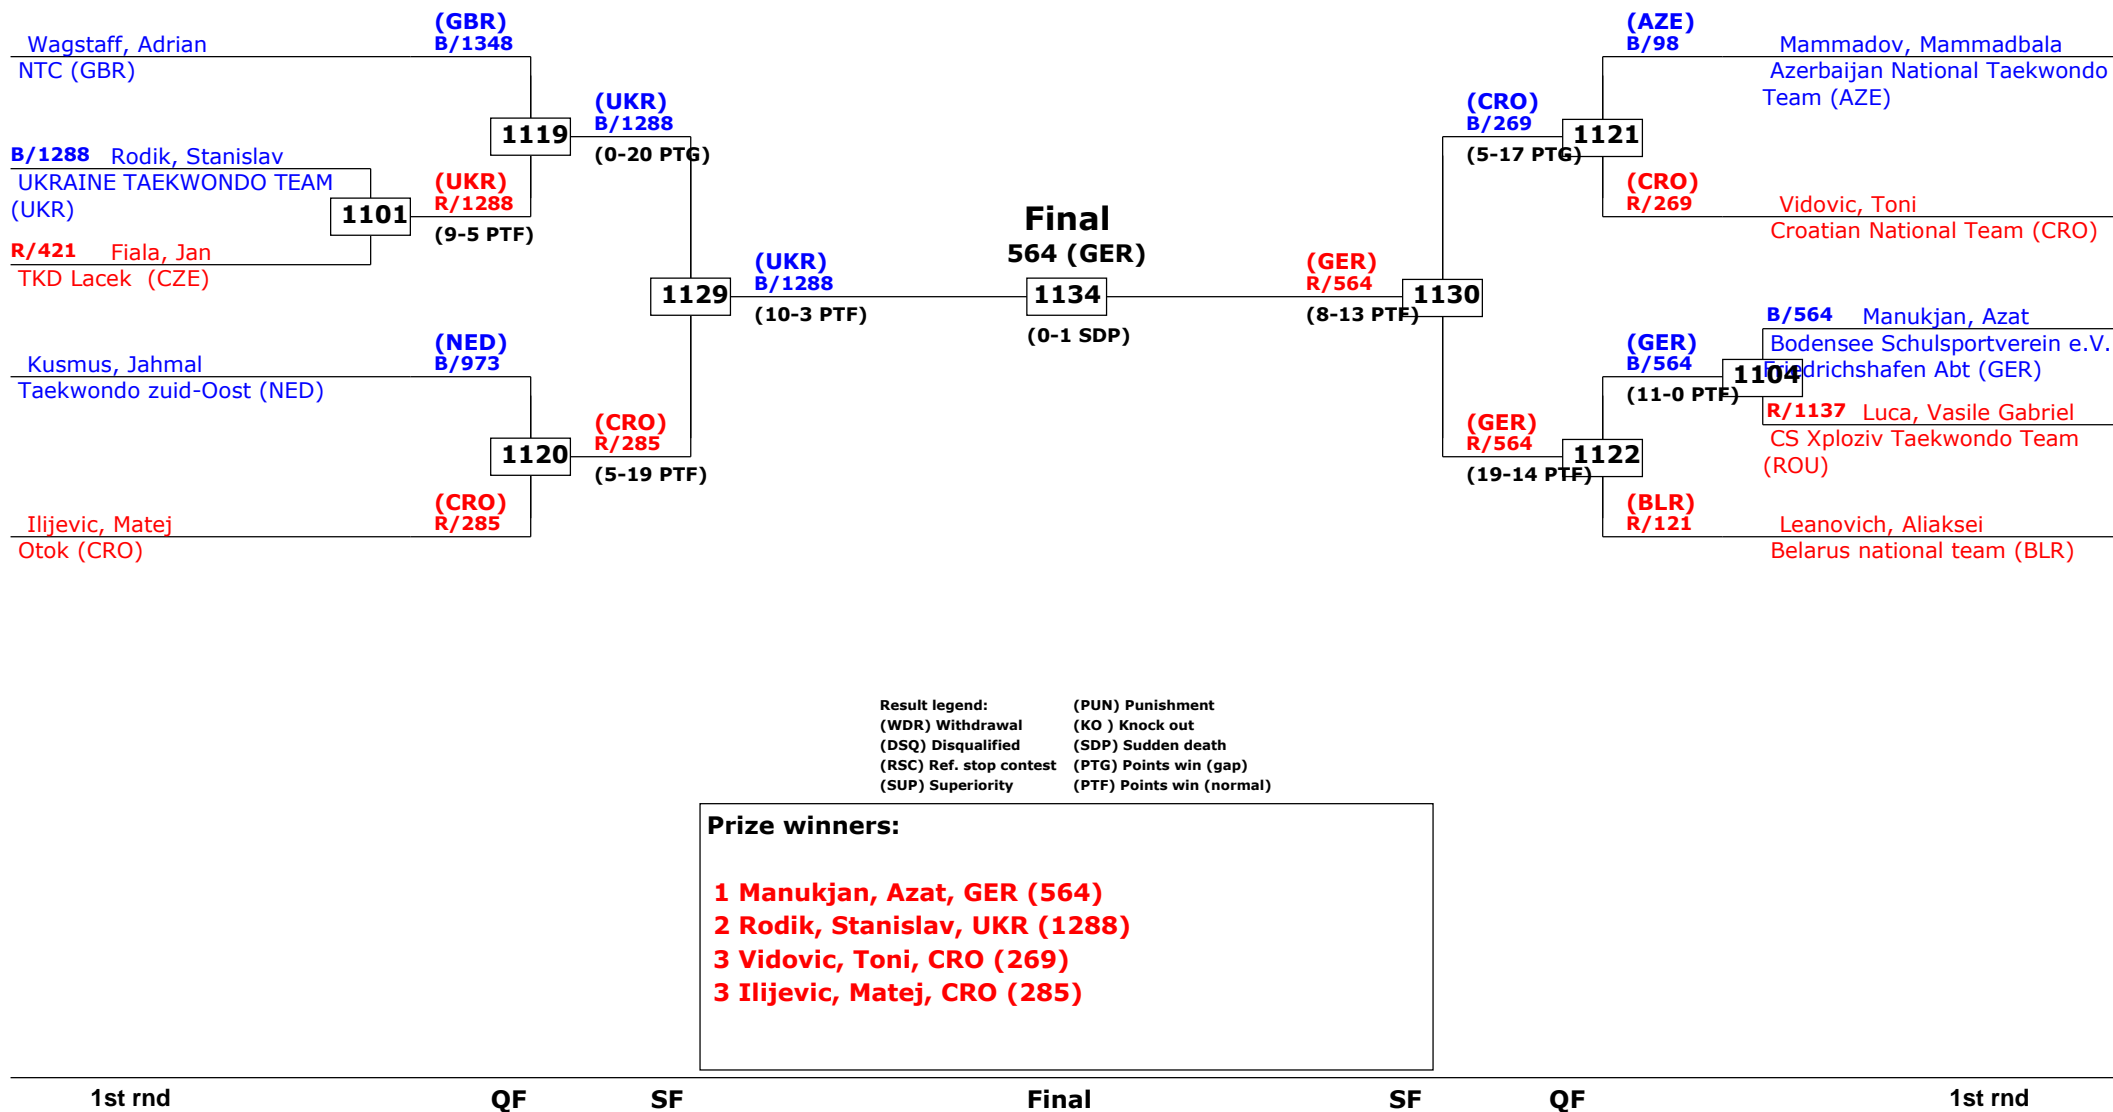 (GBR)
B/1348
Wagstaff, Adrian
NTC (GBR)
1119
B/1288 Rodik, Stanislav
UKRAINE TAEKWONDO TEAM
(UKR)
1101
(UKR)
R/1288
(9-5 PTF)
R/421 Fiala, Jan
TKD Lacek (CZE)
(UKR)
B/1288
(0-20 PTG)
1129
(UKR)
B/1288
(10-3 PTF)
(NED)
B/973
Kusmus, Jahmal
Taekwondo zuid-Oost (NED)
1120
(CRO)
R/285
(5-19 PTF)
(CRO)
R/285
Ilijevic, Matej
Otok (CRO)
Final
564 (GER)
1134
(0-1 SDP)
(AZE)
B/98
Mammadov, Mammadbala
Azerbaijan National Taekwondo
Team (AZE)
(CRO)
B/269
(5-17 PTG)
1121
(CRO)
R/269
Vidovic, Toni
Croatian National Team (CRO)
(GER)
R/564
(8-13 PTF)
1130
B/564 Manukjan, Azat
Bodensee Schulsportverein e.V.
Friedrichshafen Abt (GER)
(GER)
B/564
(11-0 PTF)
1104
R/1137 Luca, Vasile Gabriel
CS Xploziv Taekwondo Team
(ROU)
(GER)
R/564
(19-14 PTF)
1122
(BLR)
R/121
Leanovich, Aliaksei
Belarus national team (BLR)
Result legend: (PUN) Punishment
(WDR) Withdrawal (KO ) Knock out
(DSQ) Disqualified (SDP) Sudden death
(RSC) Ref. stop contest (PTG) Points win (gap)
(SUP) Superiority (PTF) Points win (normal)
Prize winners:
1 Manukjan, Azat, GER (564)
2 Rodik, Stanislav, UKR (1288)
3 Vidovic, Toni, CRO (269)
3 Ilijevic, Matej, CRO (285)
1st rnd QF SF Final SF QF 1st rnd